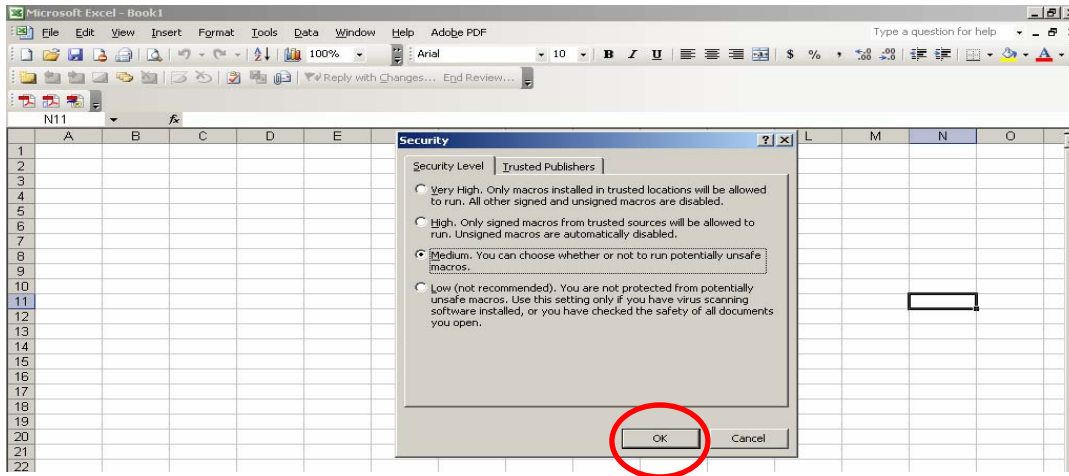 Microsoft Excel - Book1
File Edit View Insert Format Tools Data Window Help Adobe PDF Type a question for help
100% Arial 10 B I U $ % ,
Reply with Changes... End Review...
N11 fx
A B C D E L M N O
Security
Security Level Trusted Publishers
Very High. Only macros installed in trusted locations will be allowed
to run. All other signed and unsigned macros are disabled.
High. Only signed macros from trusted sources will be allowed to
run. Unsigned macros are automatically disabled.
Medium. You can choose whether or not to run potentially unsafe
macros.
Low (not recommended). You are not protected from potentially
unsafe macros. Use this setting only if you have virus scanning
software installed, or you have checked the safety of all documents
you open.
OK Cancel
1
2
3
4
5
6
7
8
9
10
11
12
13
14
15
16
17
18
19
20
21
22